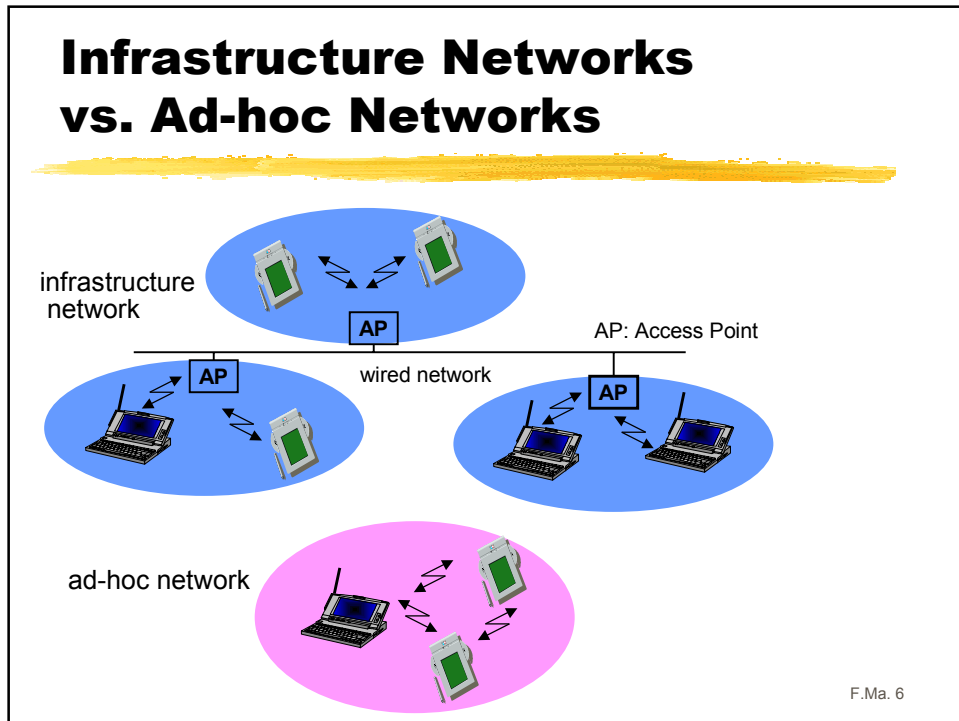 Infrastructure Networks
vs. Ad-hoc Networks
infrastructure
network
AP
AP: Access Point
AP
wired network
AP
ad-hoc network
F.Ma. 6